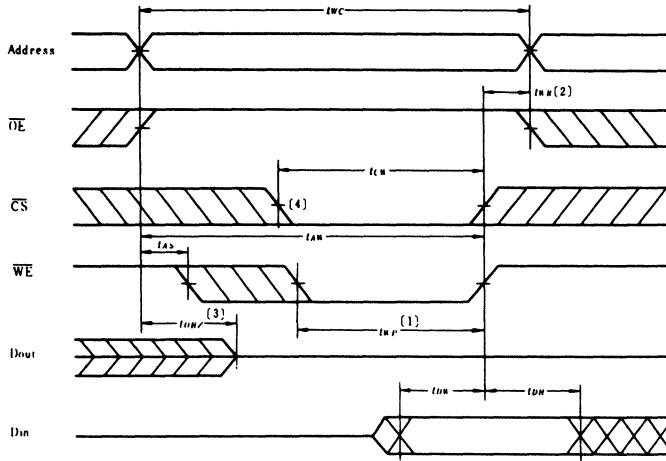 tWC
Address
tWR(2)
OE
tCW
CS
(4)
tAW
tAS
WE
(3)
tOHZ
(1)
tWP
Dout
tDW
tDH
Din